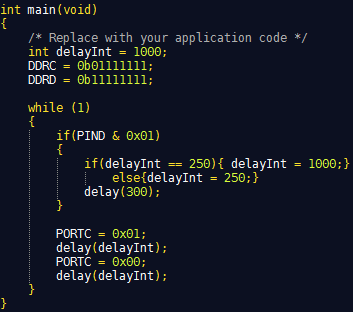 int main(void)
{
/* Replace with your application code */
int delayInt = 1000;
DDRC = 0b01111111;
DDRD = 0b11111111;
while (1)
{
if(PIND & 0x01)
{
if(delayInt == 250){ delayInt = 1000;}
else{delayInt = 250;}
delay(300);
}
PORTC = 0x01;
delay(delayInt);
PORTC = 0x00;
delay(delayInt);
}
}